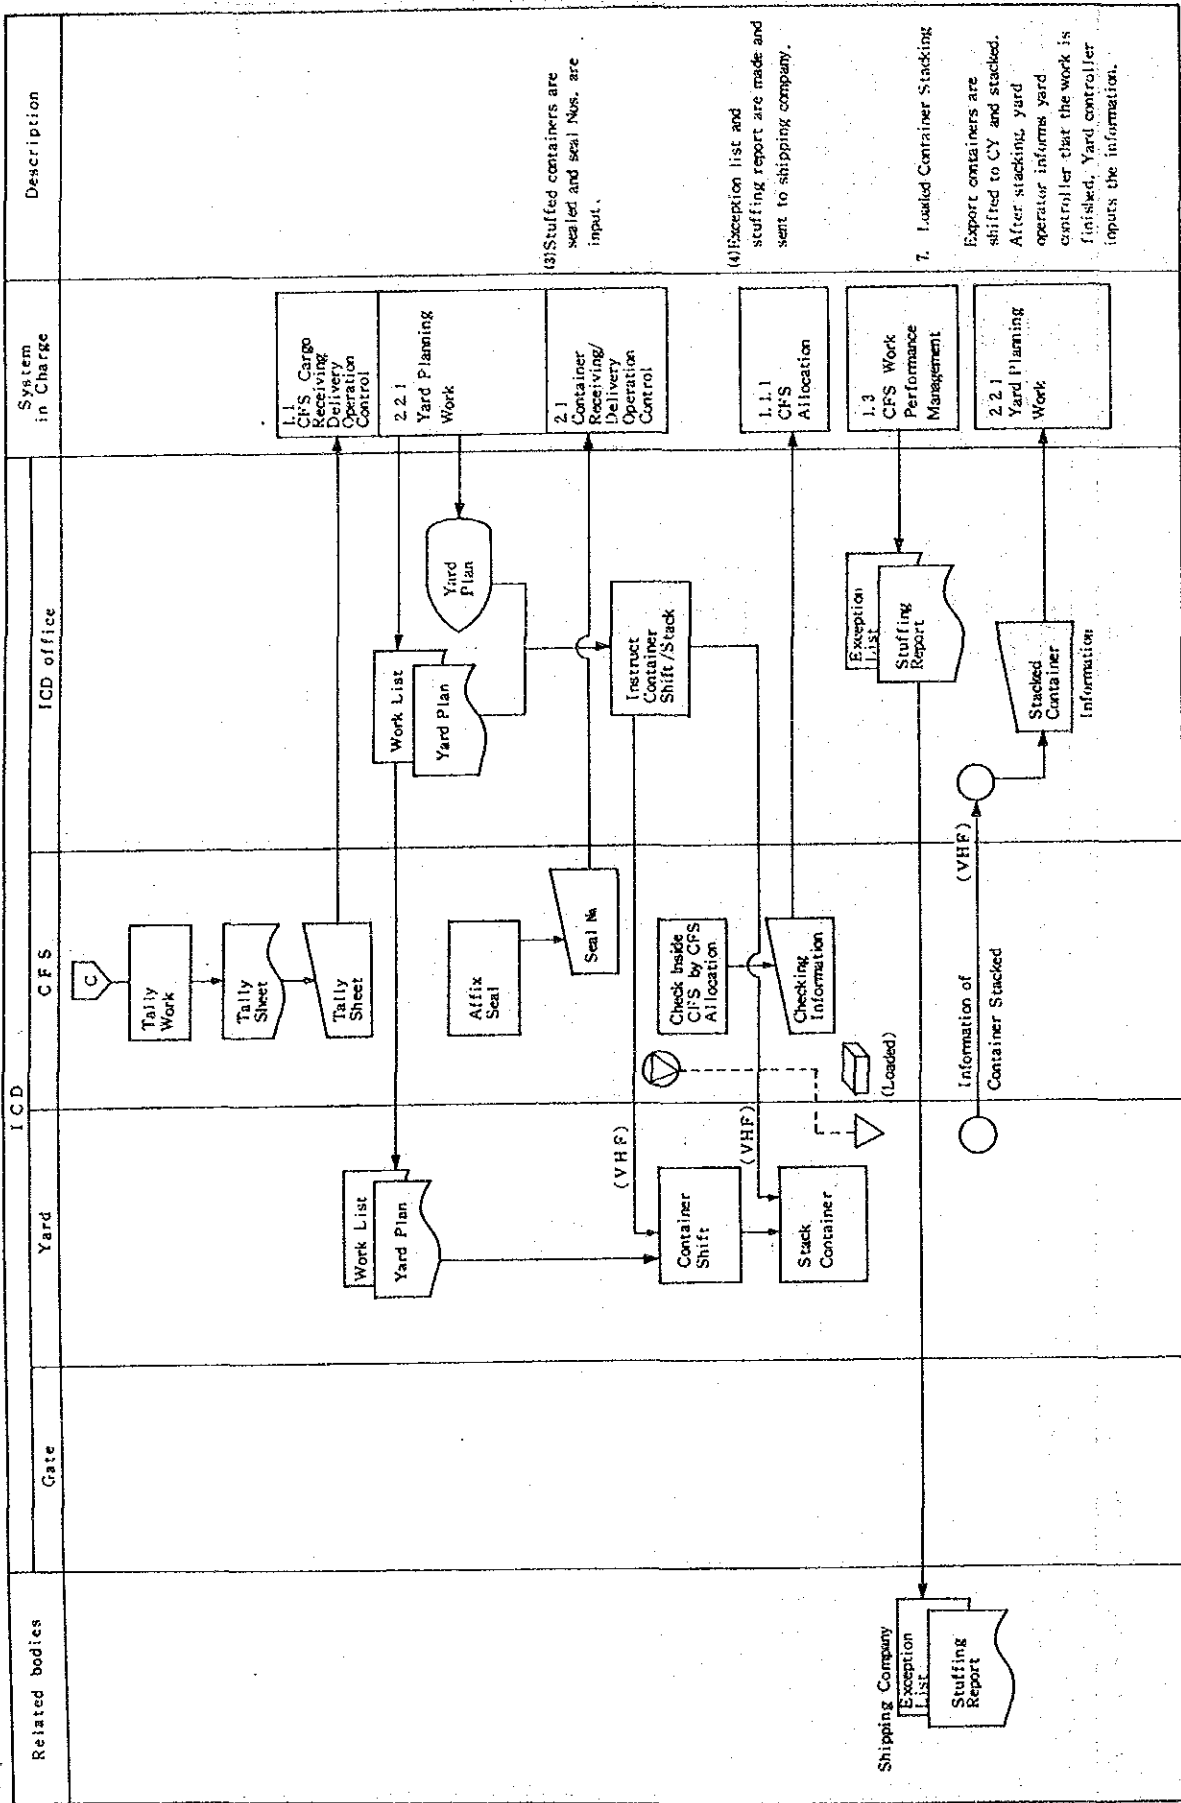 Related bodies
ICD
Gate
Yard
CFS
ICD office
System
in Charge
Description
C
Tally
Work
Tally
Sheet
Tally
Sheet
1.1
CFS Cargo
Receiving
Delivery
Operation
Control
Work List
Yard Plan
Work List
Yard Plan
Yard
Plan
2.2.1
Yard Planning
Work
Affix
Seal
Seal №
2.1
Container
Receiving/
Delivery
Operation
Control
(3)Stuffed containers are
sealed and seal Nos. are
input.
Instruct
Container
Shift/Stack
(VHF)
(VHF)
Container
Shift
Stack
Container
Check Inside
CFS by CFS
Allocation
Checking
Information
1.1.1
CFS
Allocation
(4)Exception list and
stuffing report are made and
sent to shipping company.
(Loaded)
Shipping Company
Exception
List
Stuffing
Report
Exception
List
Stuffing
Report
1.3
CFS Work
Performance
Management
7. Loaded Container Stacking
Information of
Container Stacked
(VHF)
Stacked
Container
Information
2.2.1
Yard Planning
Work
Export containers are
shifted to CY and stacked.
After stacking, yard
operator informs yard
controller that the work is
finished. Yard controller
inputs the information.